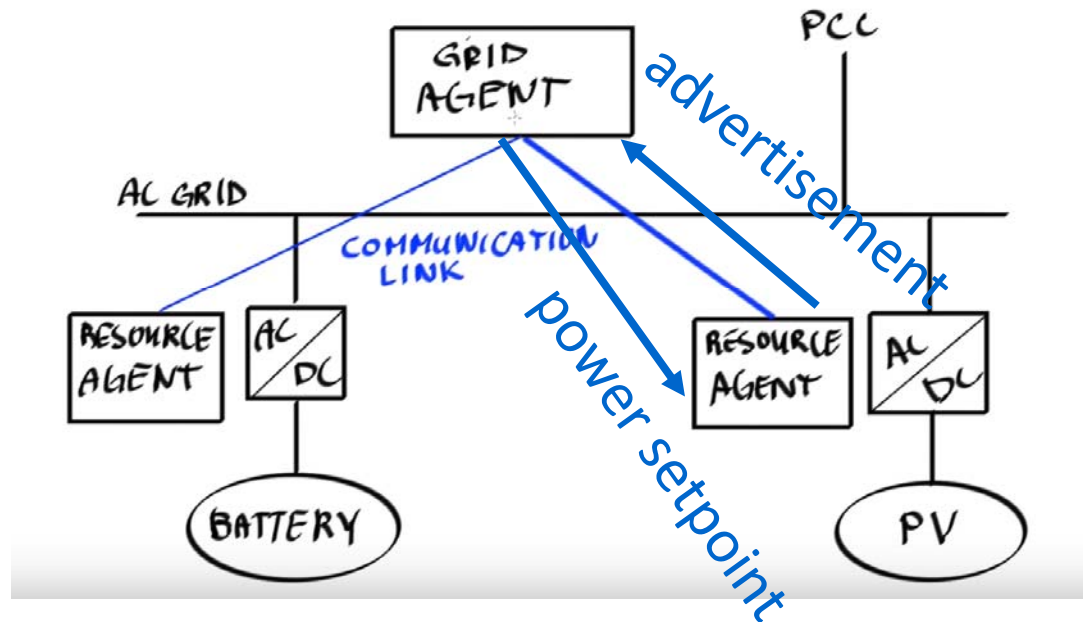 PCC
GRID
AGENT
advertisement
AC GRID
COMMUNICATION
LINK
RESOURCE
AGENT
AC
DC
power setpoint
RESOURCE
AGENT
AC
DC
BATTERY
PV